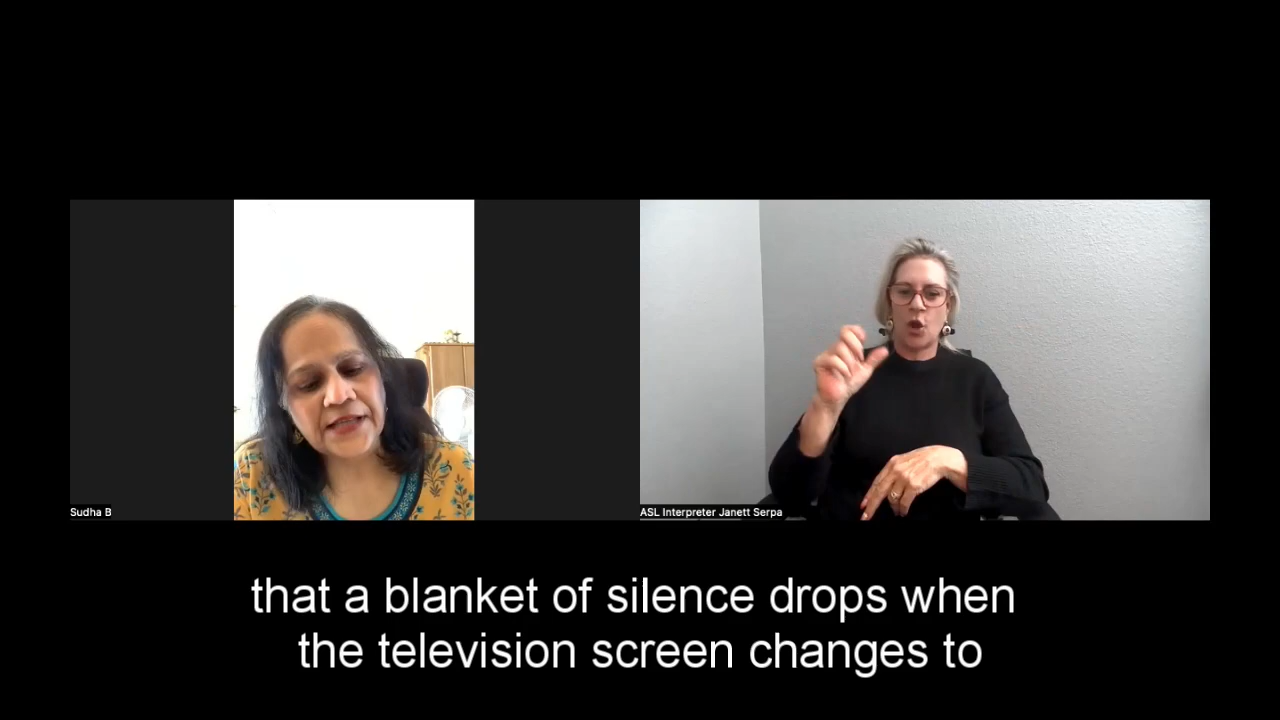 Sudha B
ASL Interpreter Janett Serpa
that a blanket of silence drops when
the television screen changes to